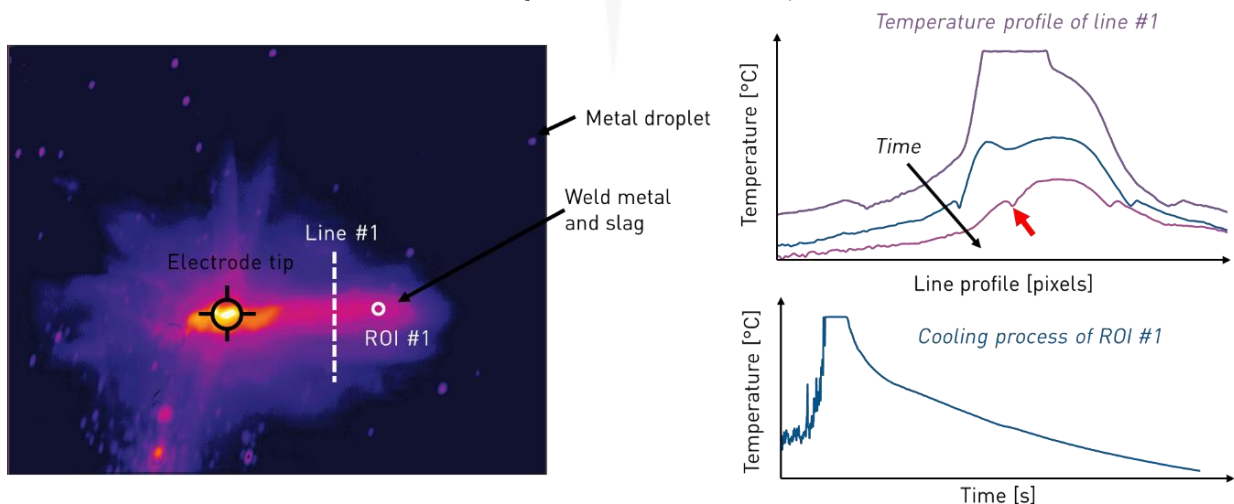 Temperature profile of line #1
Temperature [°C]
Time
Line profile [pixels]
Metal droplet
Weld metal
and slag
Line #1
Electrode tip
ROI #1
Cooling process of ROI #1
Temperature [°C]
Time [s]